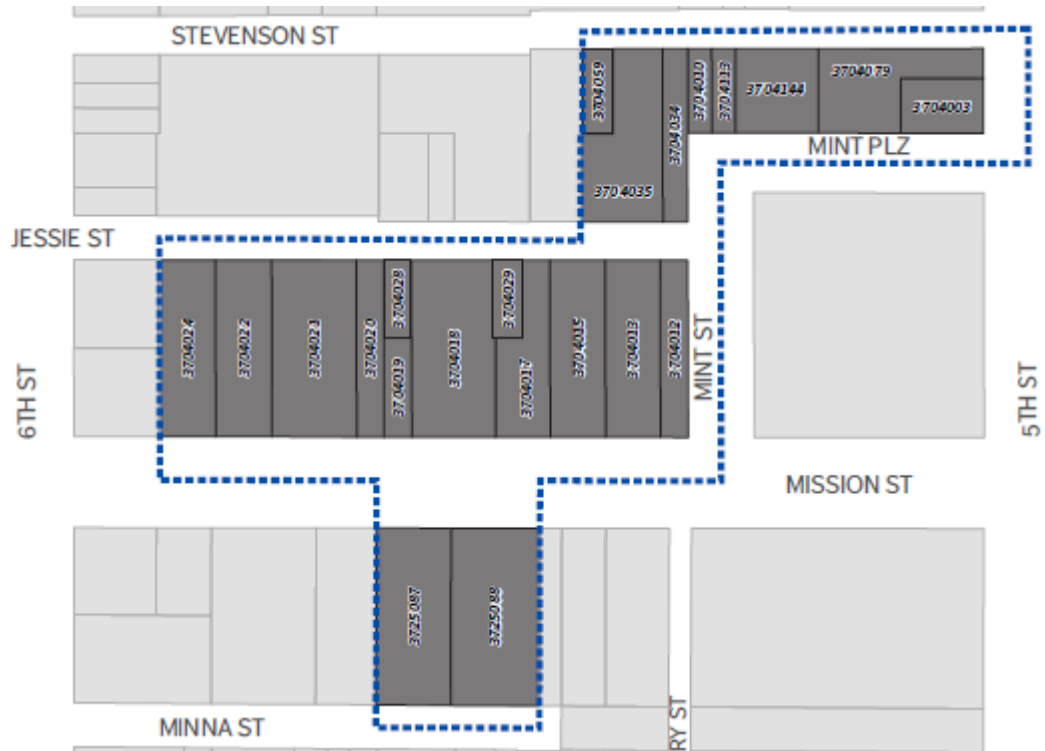 STEVENSON ST
3704059
3704034
3704010
3704113
3704144
3704079
3704003
MINT PLZ
3704035
JESSIE ST
3704024
3704022
3704021
3704020
3704028
3704019
3704018
3704029
3704017
3704015
3704013
3704012
MINT ST
6TH ST
5TH ST
MISSION ST
3725087
3725088
MINNA ST
RY ST